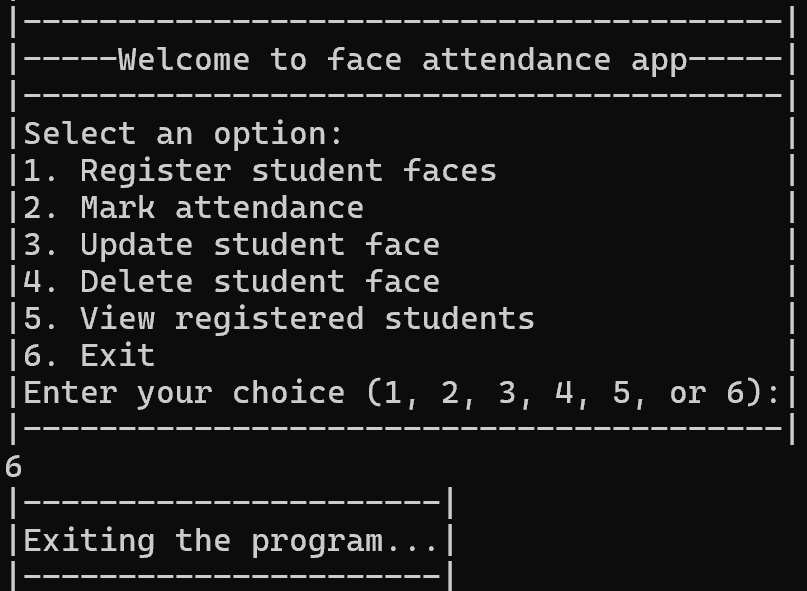 |----------------------------------------|
|-----Welcome to face attendance app-----|
|----------------------------------------|
|Select an option:                       |
|1. Register student faces               |
|2. Mark attendance                      |
|3. Update student face                  |
|4. Delete student face                  |
|5. View registered students             |
|6. Exit                                 |
|Enter your choice (1, 2, 3, 4, 5, or 6):|
|----------------------------------------|
6
|----------------------|
|Exiting the program...|
|----------------------|